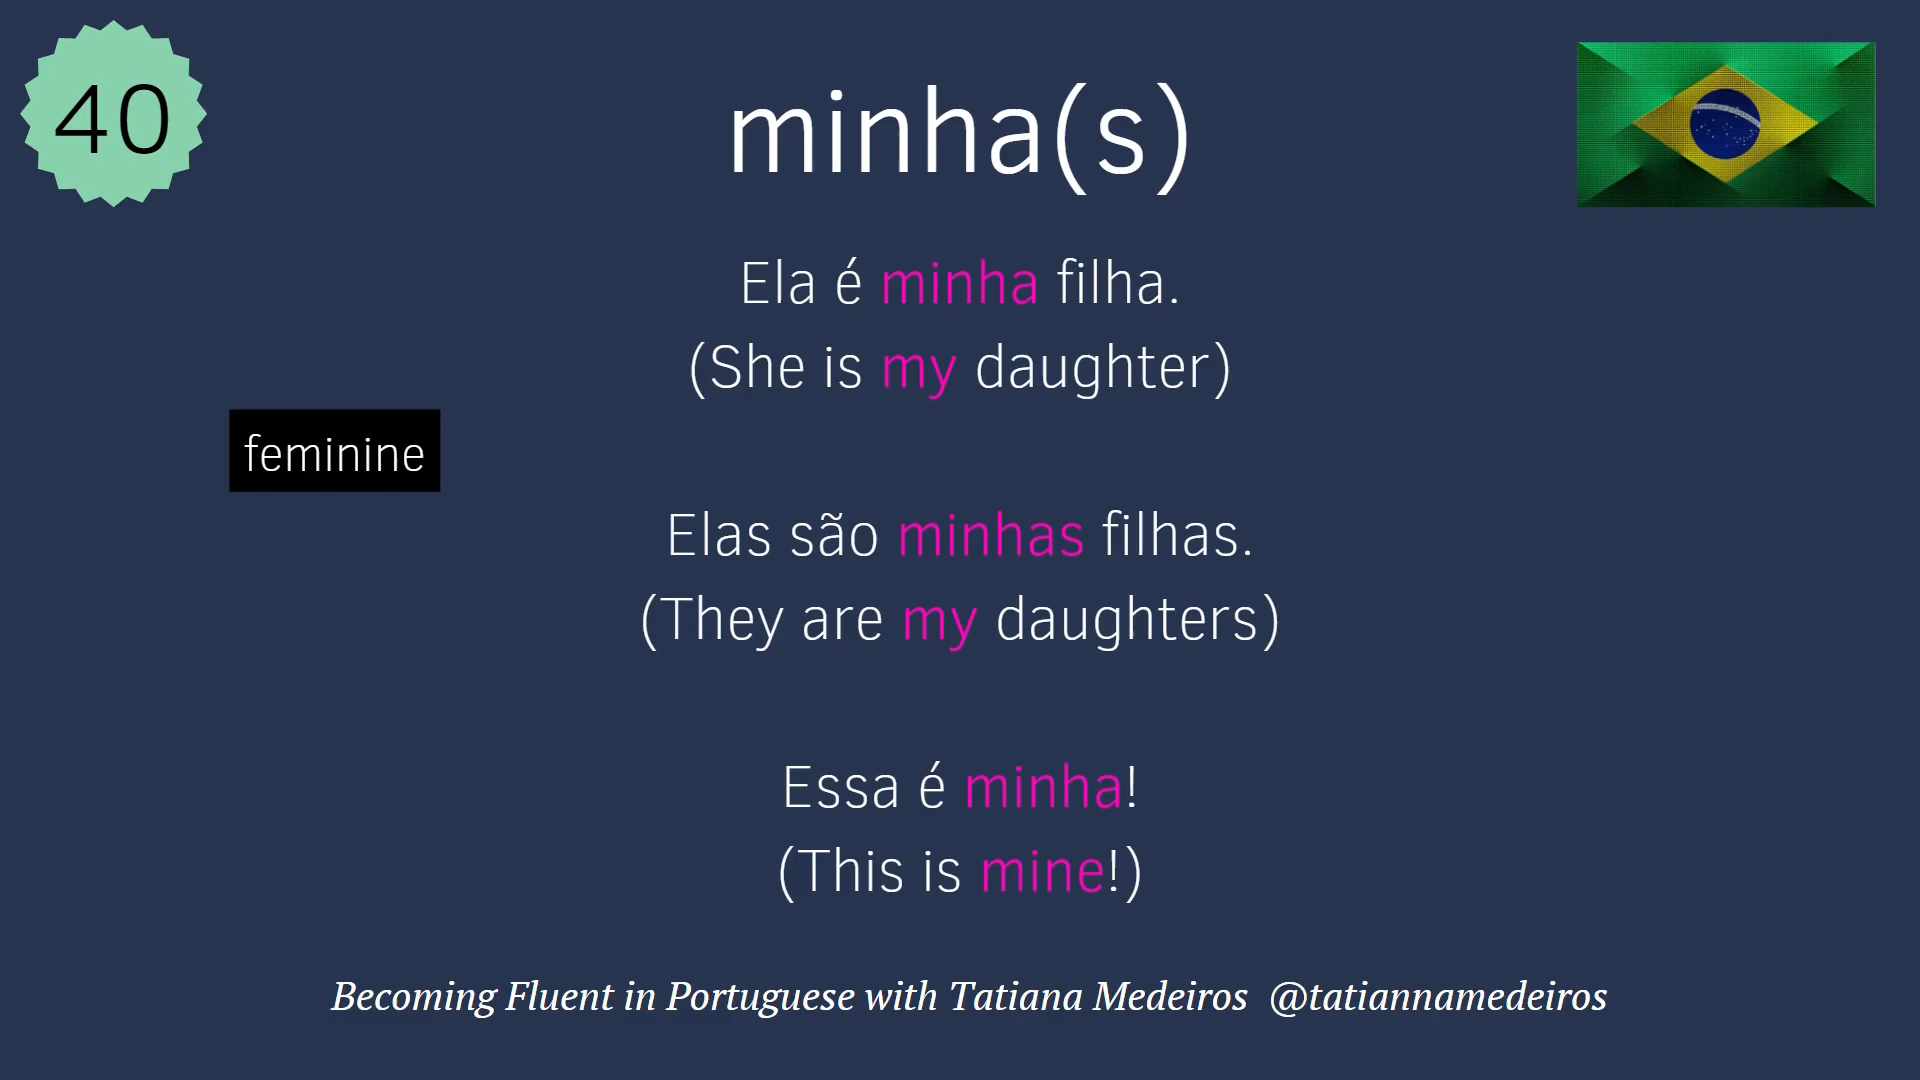 40
minha(s)
Ela é minha filha.
(She is my daughter)
feminine
Elas são minhas filhas.
(They are my daughters)
Essa é minha!
(This is mine!)
Becoming Fluent in Portuguese with Tatiana Medeiros @tatiannamedeiros